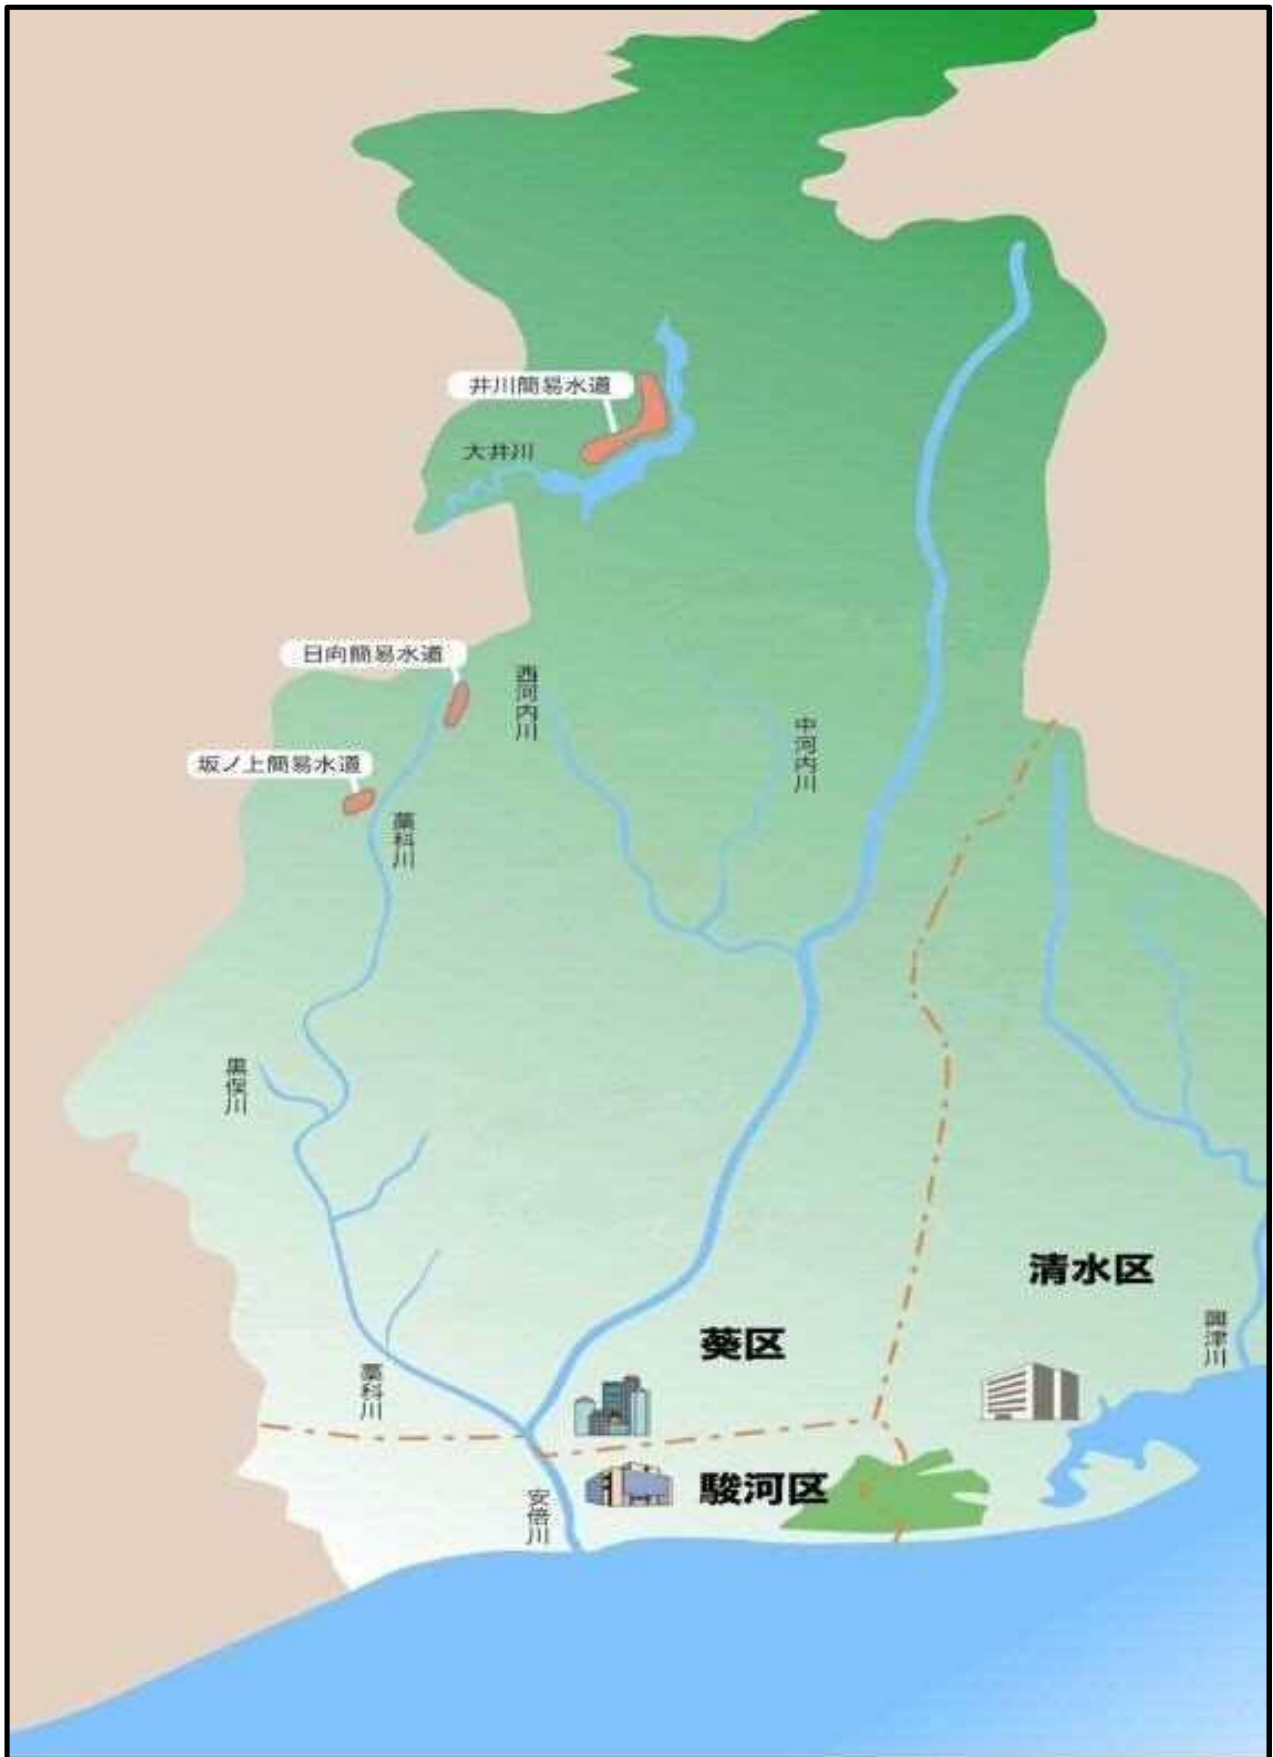 井川簡易水道
大井川
日向簡易水道
西河内川
中河内川
坂ノ上簡易水道
藁科川
黒俣川
清水区
興津川
葵区
藁科川
駿河区
安倍川